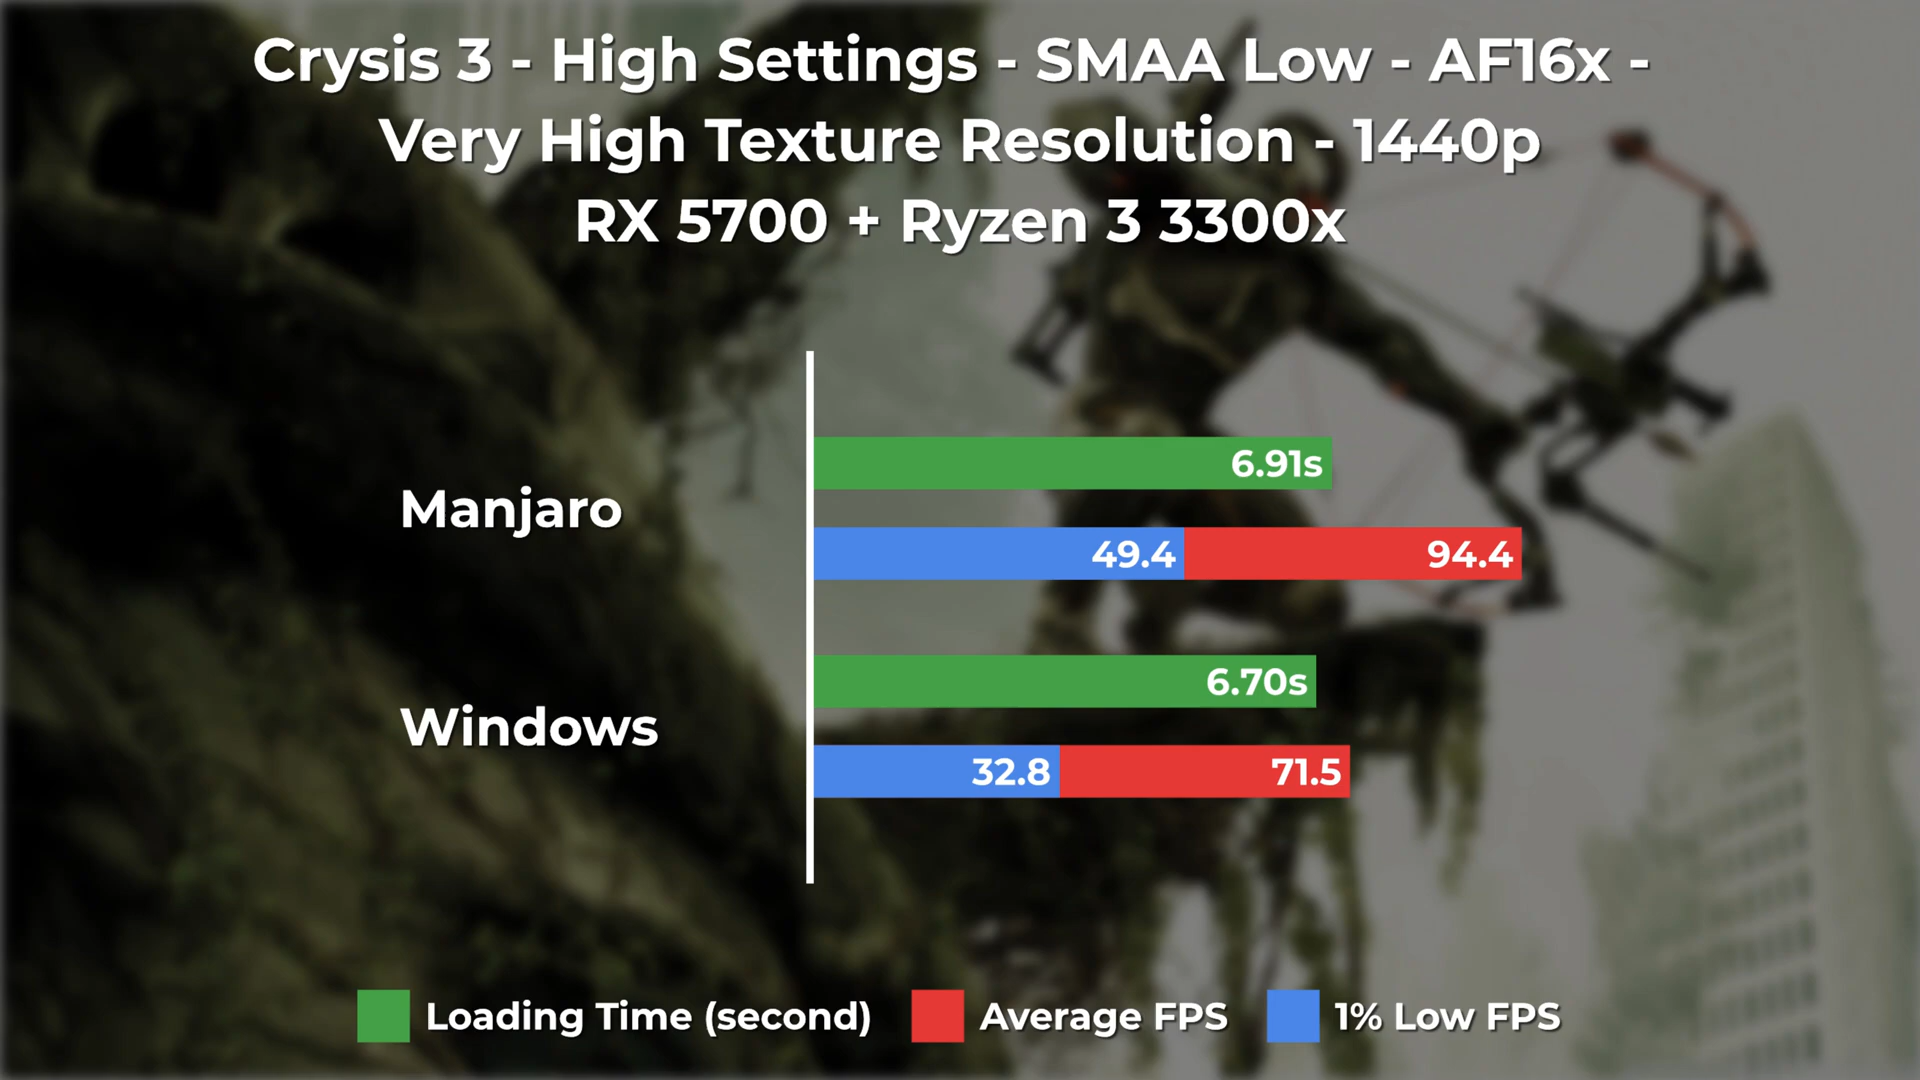 Crysis 3 - High Settings - SMAA Low - AF16x -
Very High Texture Resolution - 1440p
RX 5700 + Ryzen 3 3300x
Manjaro
6.91s
49.4
94.4
Windows
6.70s
32.8
71.5
Loading Time (second)
Average FPS
1% Low FPS